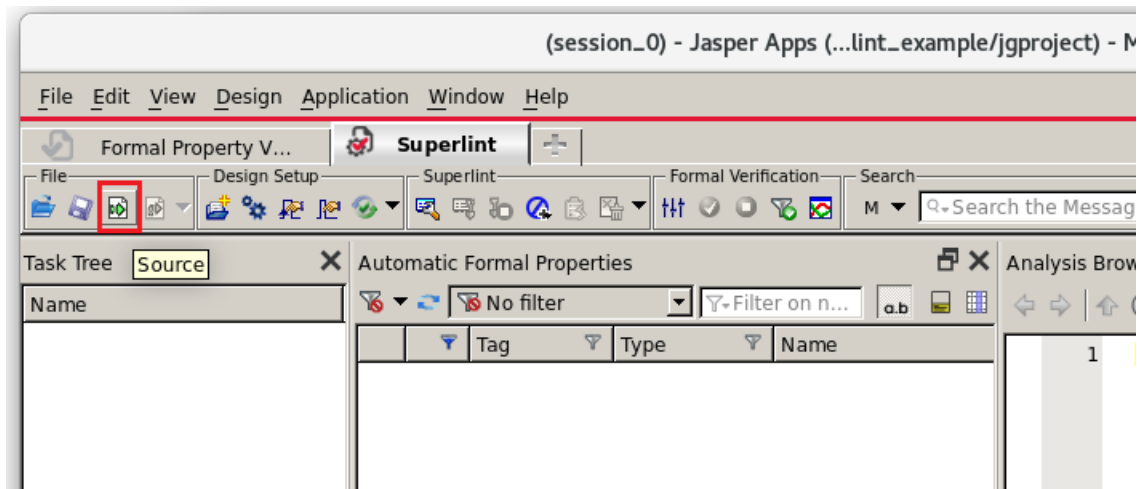 (session_0) - Jasper Apps (...lint_example/jgproject) - M
File Edit View Design Application Window Help
Formal Property V... Superlint
File Design Setup Superlint Formal Verification Search
M Search the Messag
Task Tree Source Automatic Formal Properties Analysis Brow
No filter Filter on n... a.b
Name Tag Type Name
1